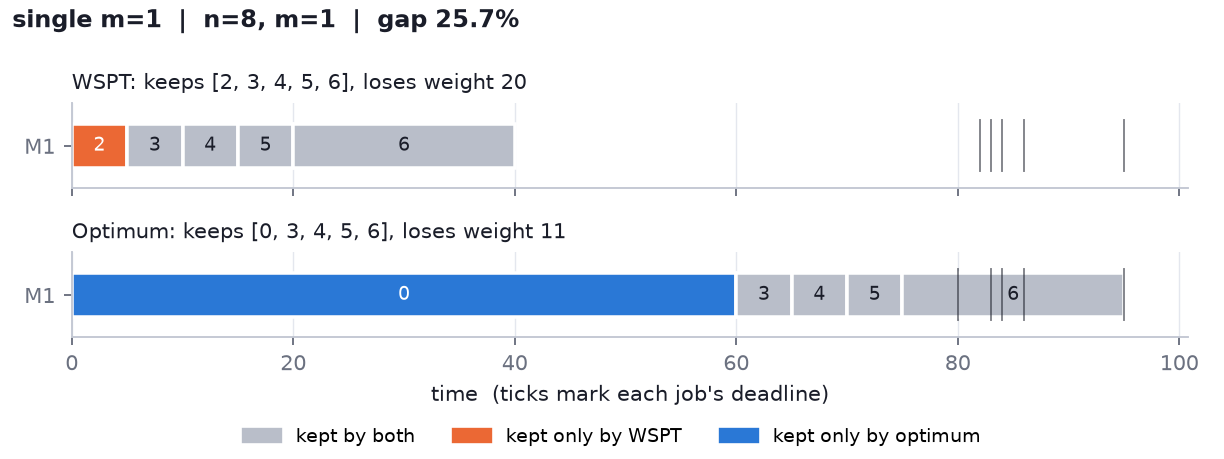 single m=1 | n=8, m=1 | gap 25.7%
WSPT: keeps [2, 3, 4, 5, 6], loses weight 20
M1 2 3 4 5 6
Optimum: keeps [0, 3, 4, 5, 6], loses weight 11
M1 0 3 4 5 6
0 20 40 60 80 100
time (ticks mark each job's deadline)
kept by both kept only by WSPT kept only by optimum